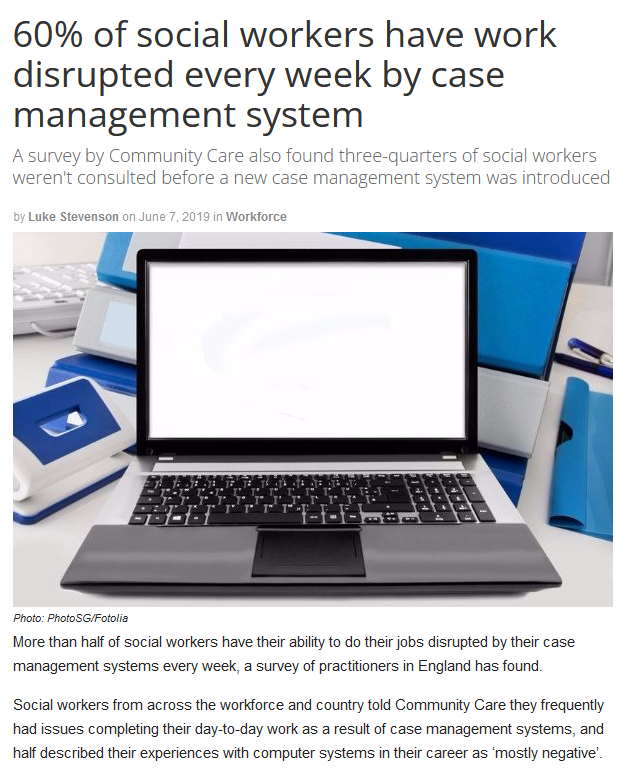 60% of social workers have work
disrupted every week by case
management system
A survey by Community Care also found three-quarters of social workers
weren't consulted before a new case management system was introduced
by Luke Stevenson on June 7, 2019 in Workforce
Photo: PhotoSG/Fotolia
More than half of social workers have their ability to do their jobs disrupted by their case
management systems every week, a survey of practitioners in England has found.
Social workers from across the workforce and country told Community Care they frequently
had issues completing their day-to-day work as a result of case management systems, and
half described their experiences with computer systems in their career as ‘mostly negative’.